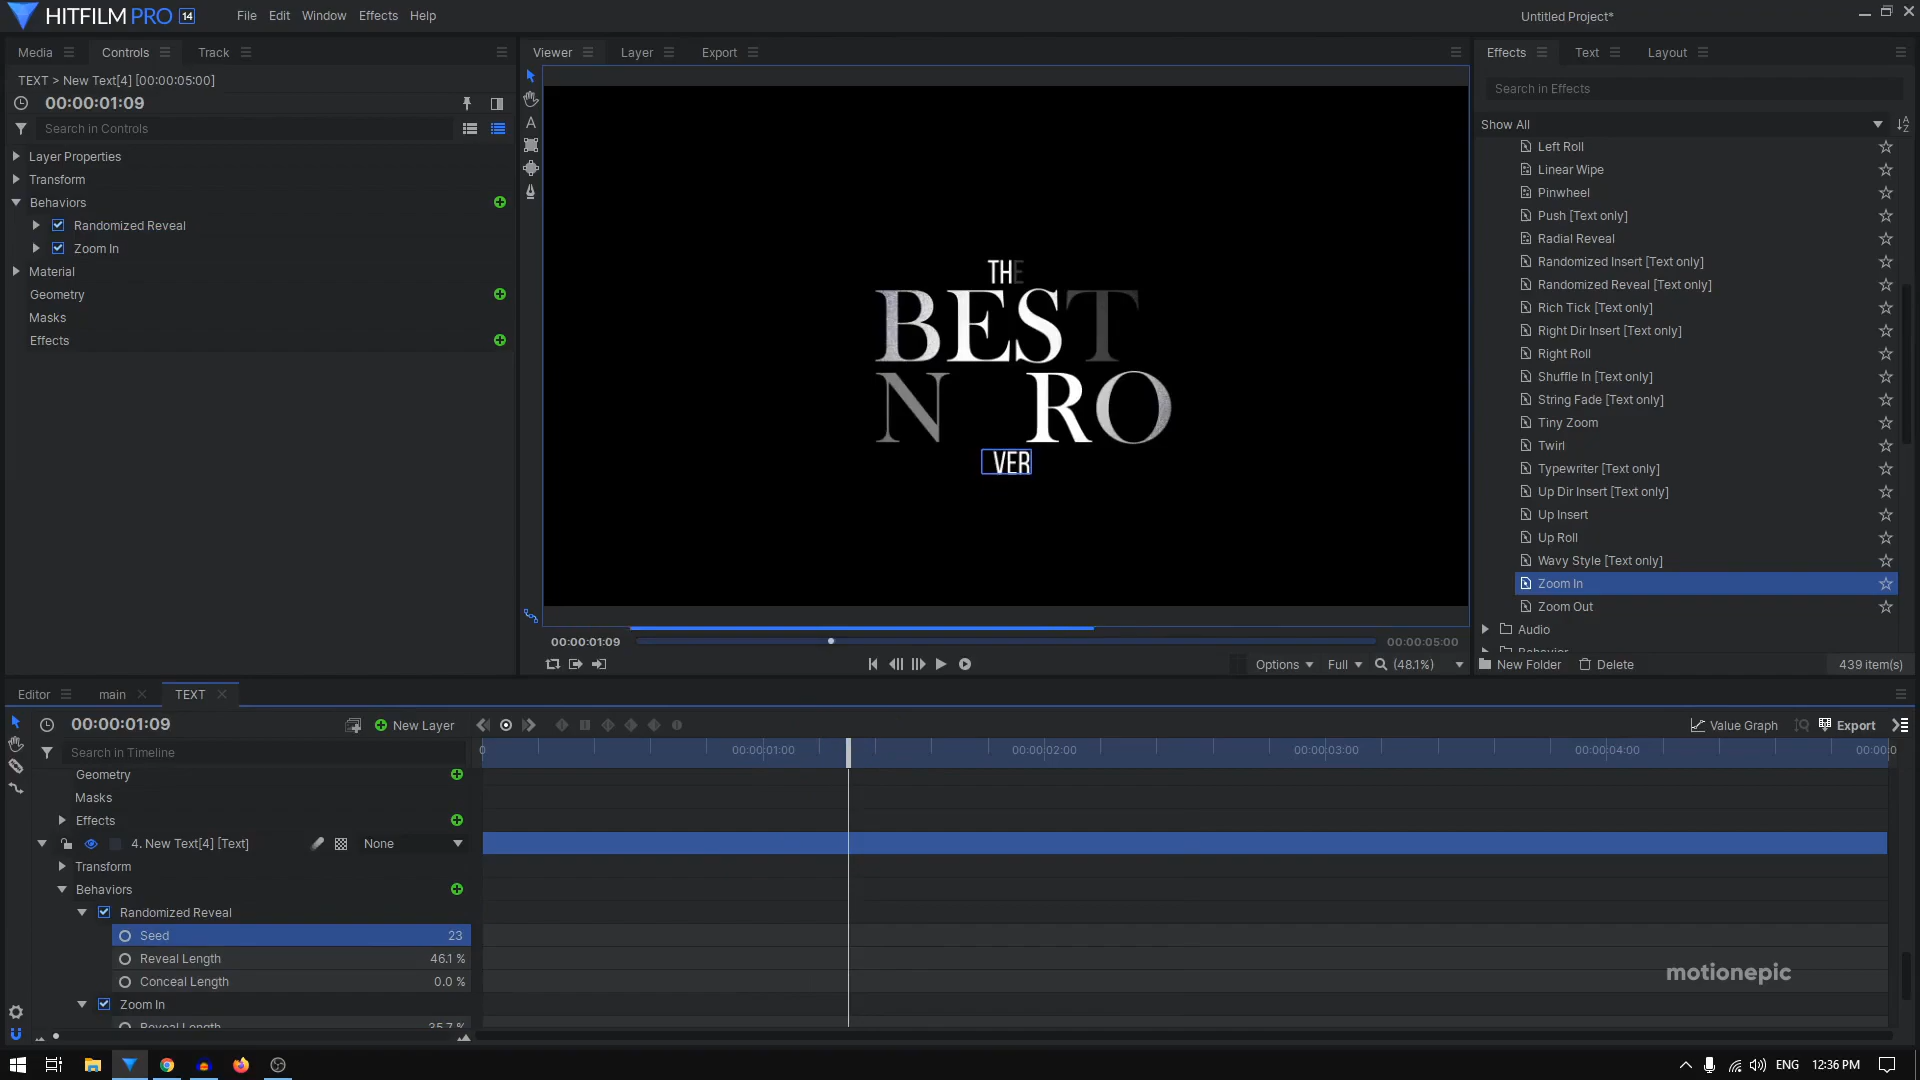 HITFILM PRO 14
File Edit Window Effects Help
Untitled Project*
Media Controls Track
Viewer Layer Export
Effects Text Layout
TEXT > New Text[4] [00:00:05:00]
00:00:01:09
Search in Controls
Layer Properties
Transform
Behaviors
Randomized Reveal
Zoom In
Material
Geometry
Masks
Effects
A
THE
BEST
N RO
VER
00:00:01:09
00:00:05:00
Options Full (48.1%)
Search in Effects
Show All
Left Roll
Linear Wipe
Pinwheel
Push [Text only]
Radial Reveal
Randomized Insert [Text only]
Randomized Reveal [Text only]
Rich Tick [Text only]
Right Dir Insert [Text only]
Right Roll
Shuffle In [Text only]
String Fade [Text only]
Tiny Zoom
Twirl
Typewriter [Text only]
Up Dir Insert [Text only]
Up Insert
Up Roll
Wavy Style [Text only]
Zoom In
Zoom Out
Audio
Behavior
New Folder Delete 439 item(s)
Editor main TEXT
00:00:01:09 New Layer
Value Graph Export
Search in Timeline
0 00:00:01:00 00:00:02:00 00:00:03:00 00:00:04:00 00:00:0
Geometry
Masks
Effects
4. New Text[4] [Text] None
Transform
Behaviors
Randomized Reveal
Seed 23
Reveal Length 46.1 %
Conceal Length 0.0 %
Zoom In
Reveal Length 35.7 %
motionepic
ENG 12:36 PM